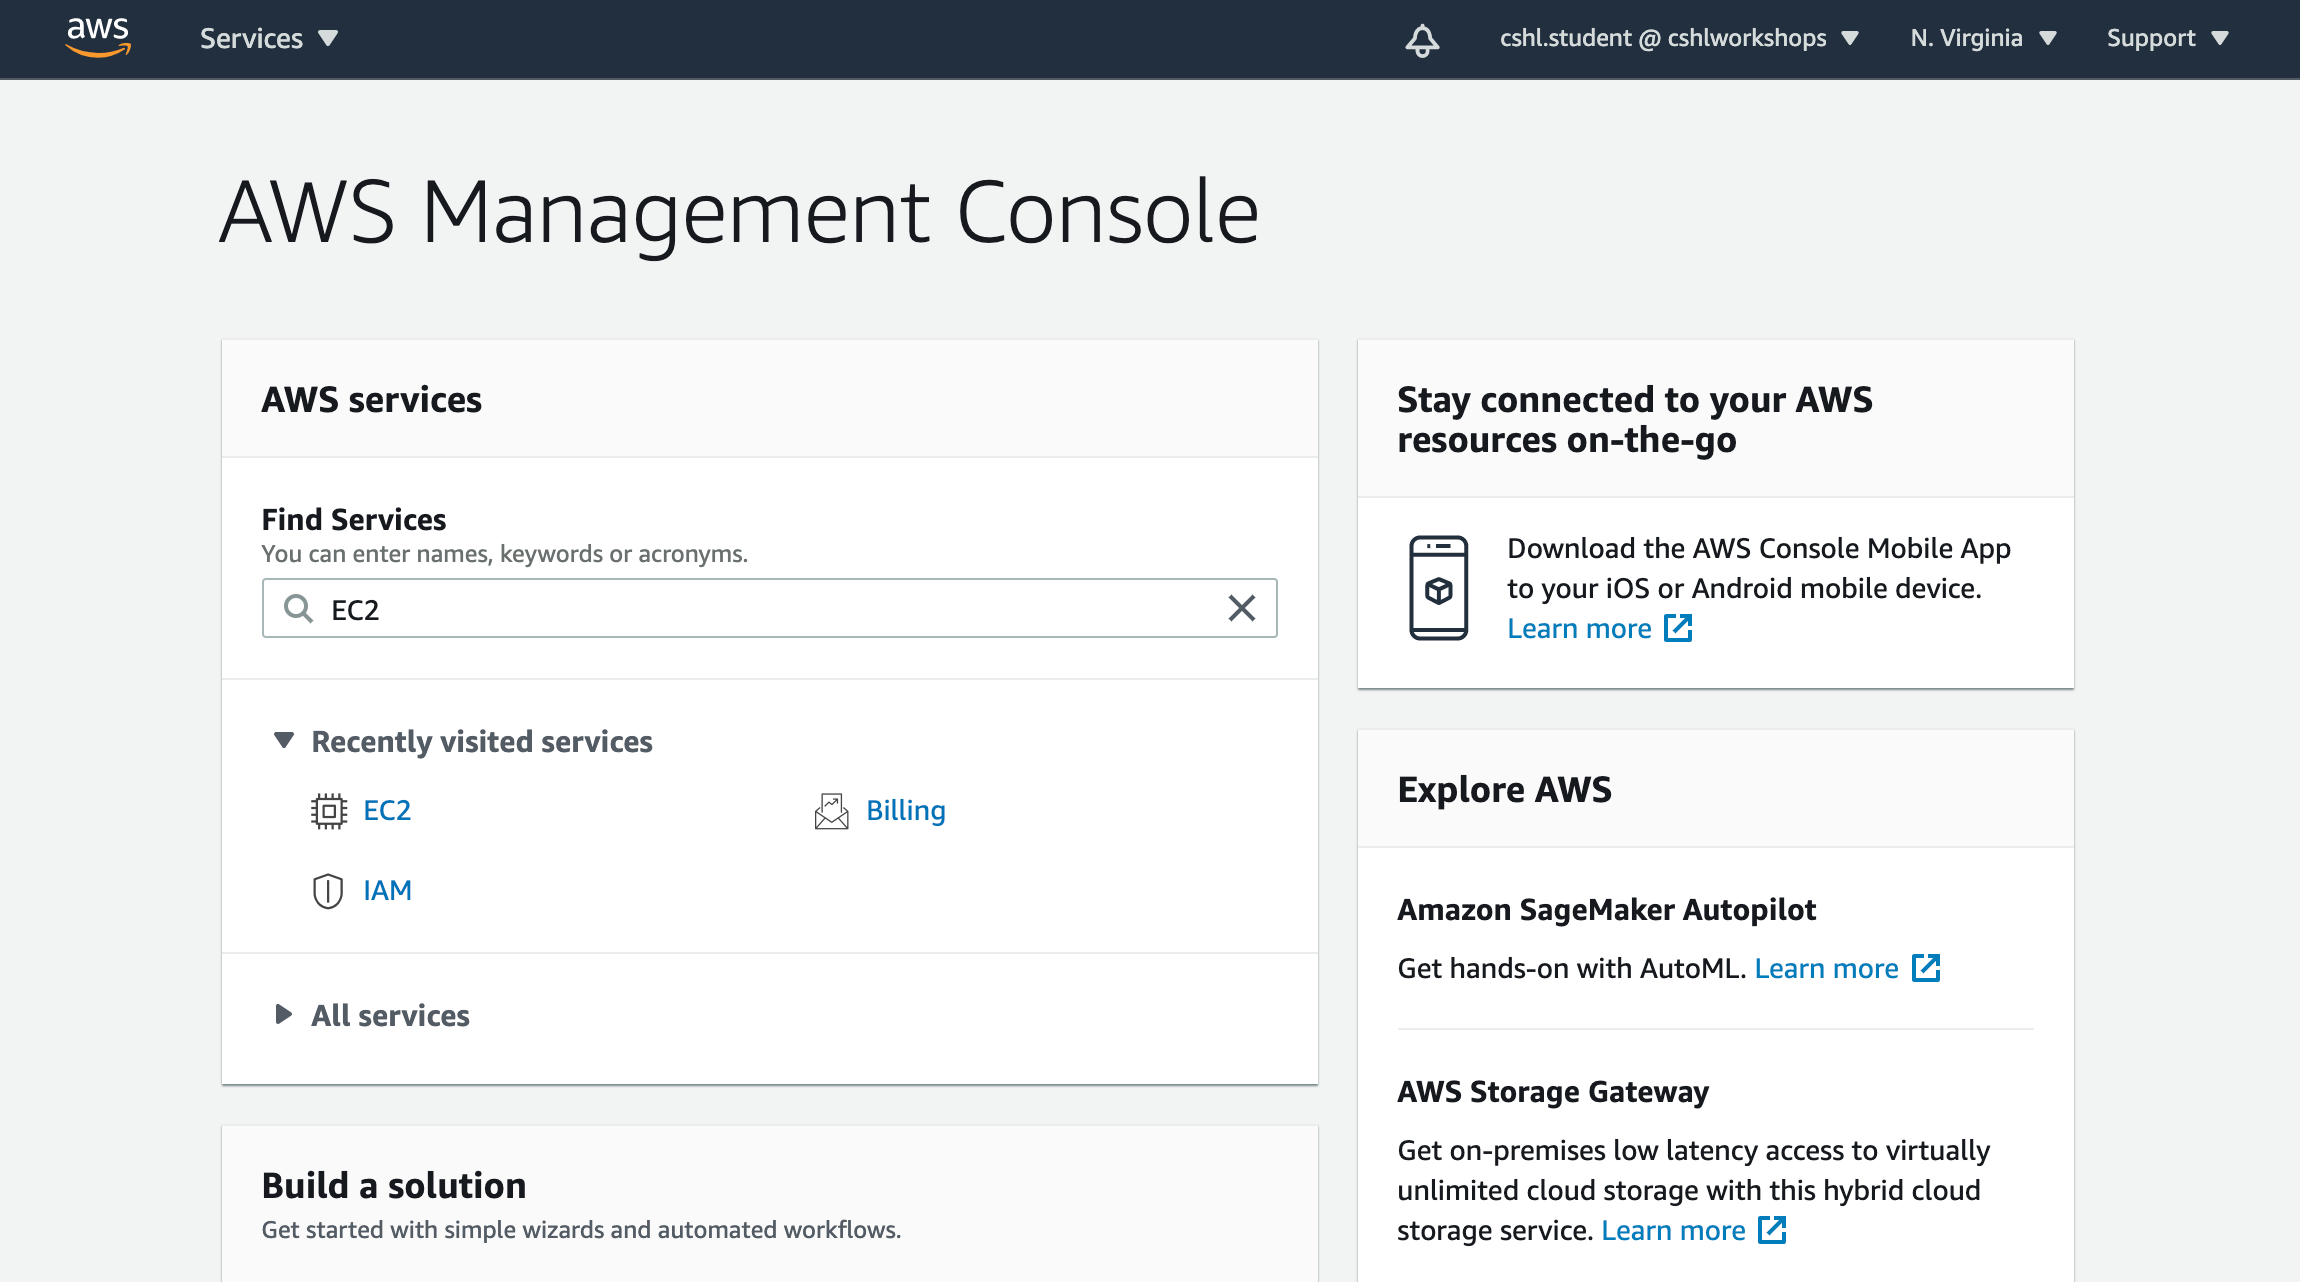 aws
Services
cshl.student @ cshlworkshops
N. Virginia
Support
AWS Management Console
AWS services
Find Services
You can enter names, keywords or acronyms.
EC2
Recently visited services
EC2
Billing
IAM
All services
Build a solution
Get started with simple wizards and automated workflows.
Stay connected to your AWS
resources on-the-go
Download the AWS Console Mobile App
to your iOS or Android mobile device.
Learn more
Explore AWS
Amazon SageMaker Autopilot
Get hands-on with AutoML. Learn more
AWS Storage Gateway
Get on-premises low latency access to virtually
unlimited cloud storage with this hybrid cloud
storage service. Learn more